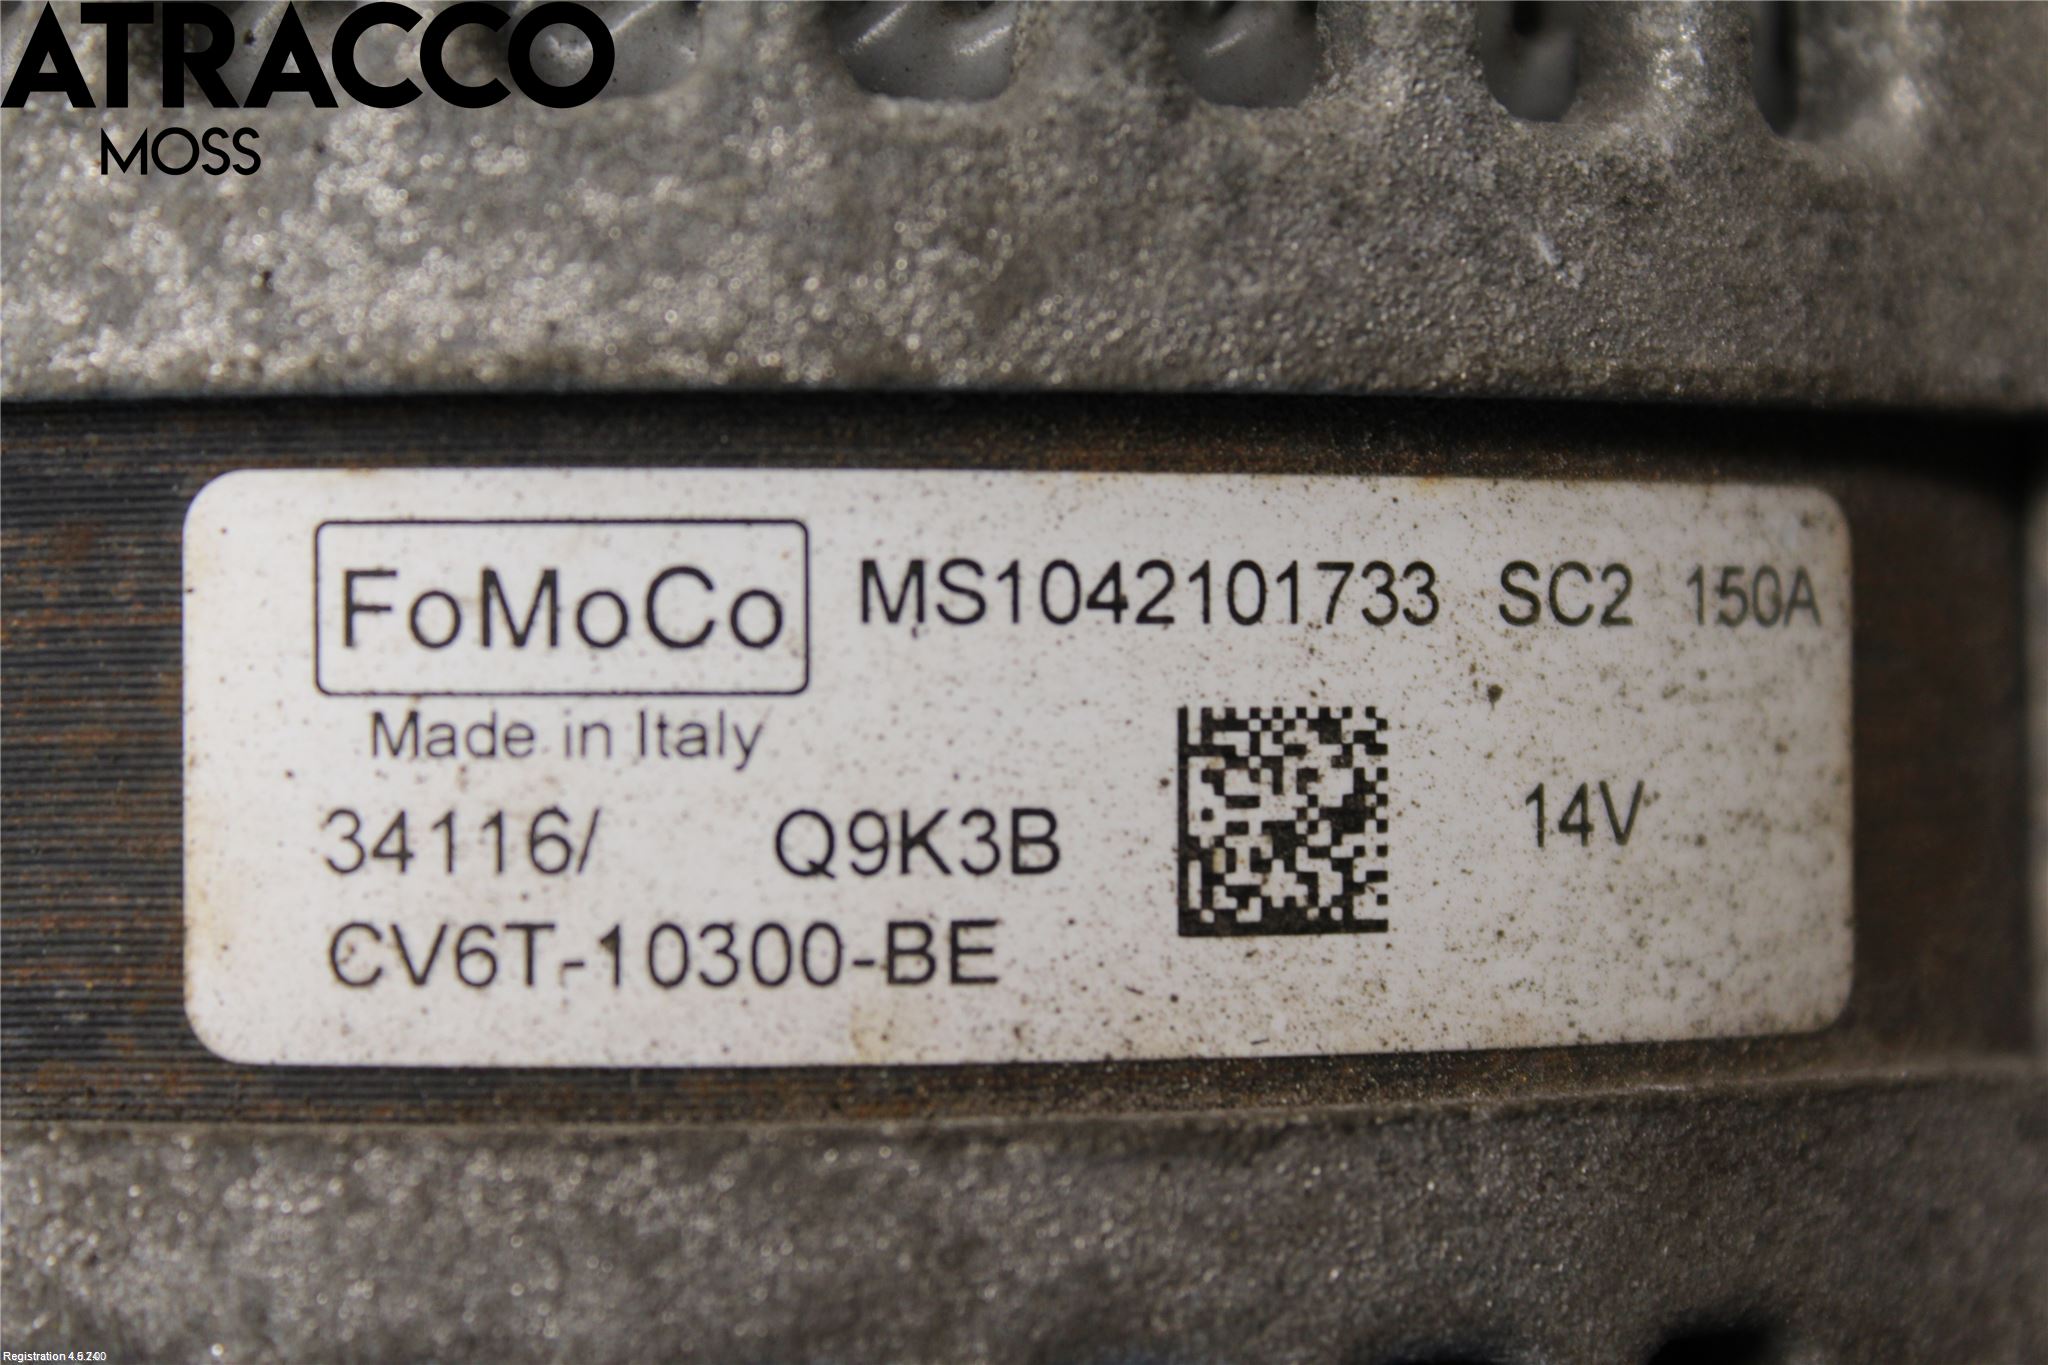 ATRACCO
MOSS
FoMoCo MS1042101733 SC2 150A
Made in Italy
34116/ Q9K3B 14V
CV6T-10300-BE